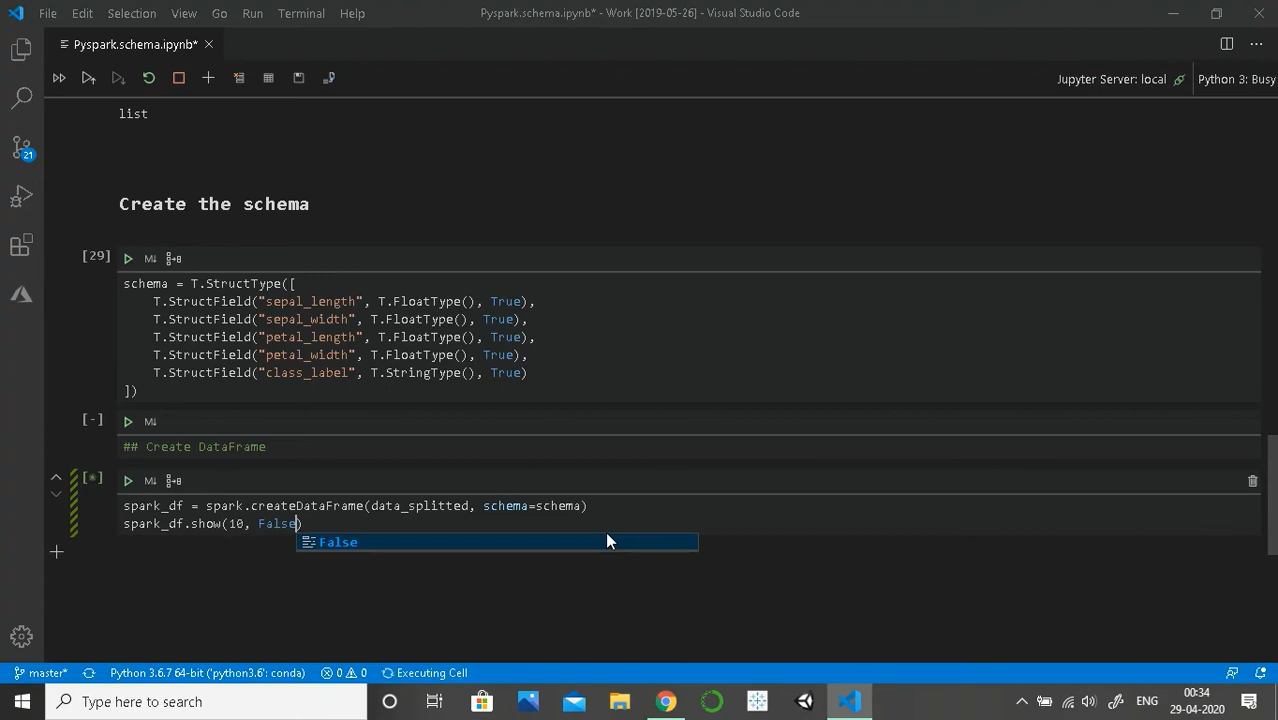 File Edit Selection View Go Run Terminal Help
Pyspark.schema.ipynb* - Work [2019-05-26] - Visual Studio Code
Pyspark.schema.ipynb*
Jupyter Server: local
Python 3: Busy
list
21
Create the schema
[29]
M↓
schema = T.StructType([
    T.StructField("sepal_length", T.FloatType(), True),
    T.StructField("sepal_width", T.FloatType(), True),
    T.StructField("petal_length", T.FloatType(), True),
    T.StructField("petal_width", T.FloatType(), True),
    T.StructField("class_label", T.StringType(), True)
])
[-]
M↓
## Create DataFrame
[*]
M↓
spark_df = spark.createDataFrame(data_splitted, schema=schema)
spark_df.show(10, False)
False
master*
Python 3.6.7 64-bit ('python3.6': conda)
0
0
Executing Cell
Type here to search
ENG
00:34
29-04-2020